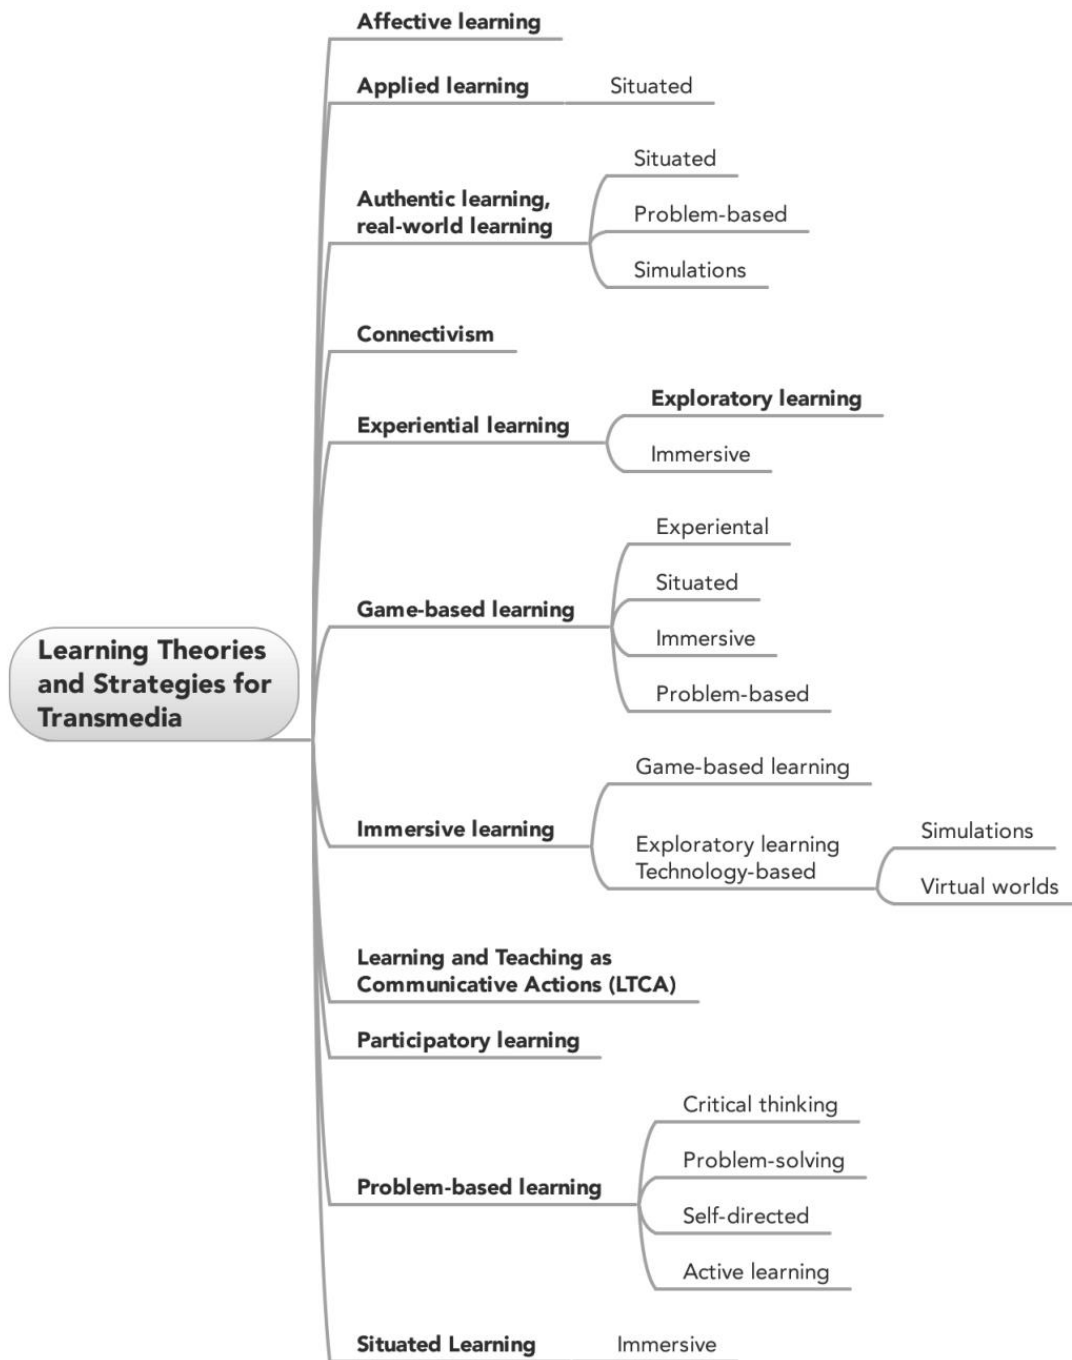 Affective learning
Applied learning
Situated
Situated
Authentic learning,
real-world learning
Problem-based
Simulations
Connectivism
Exploratory learning
Experiential learning
Immersive
Experiental
Situated
Game-based learning
Immersive
Problem-based
Learning Theories
and Strategies for
Transmedia
Game-based learning
Immersive learning
Exploratory learning
Technology-based
Simulations
Virtual worlds
Learning and Teaching as
Communicative Actions (LTCA)
Participatory learning
Critical thinking
Problem-solving
Problem-based learning
Self-directed
Active learning
Situated Learning
Immersive